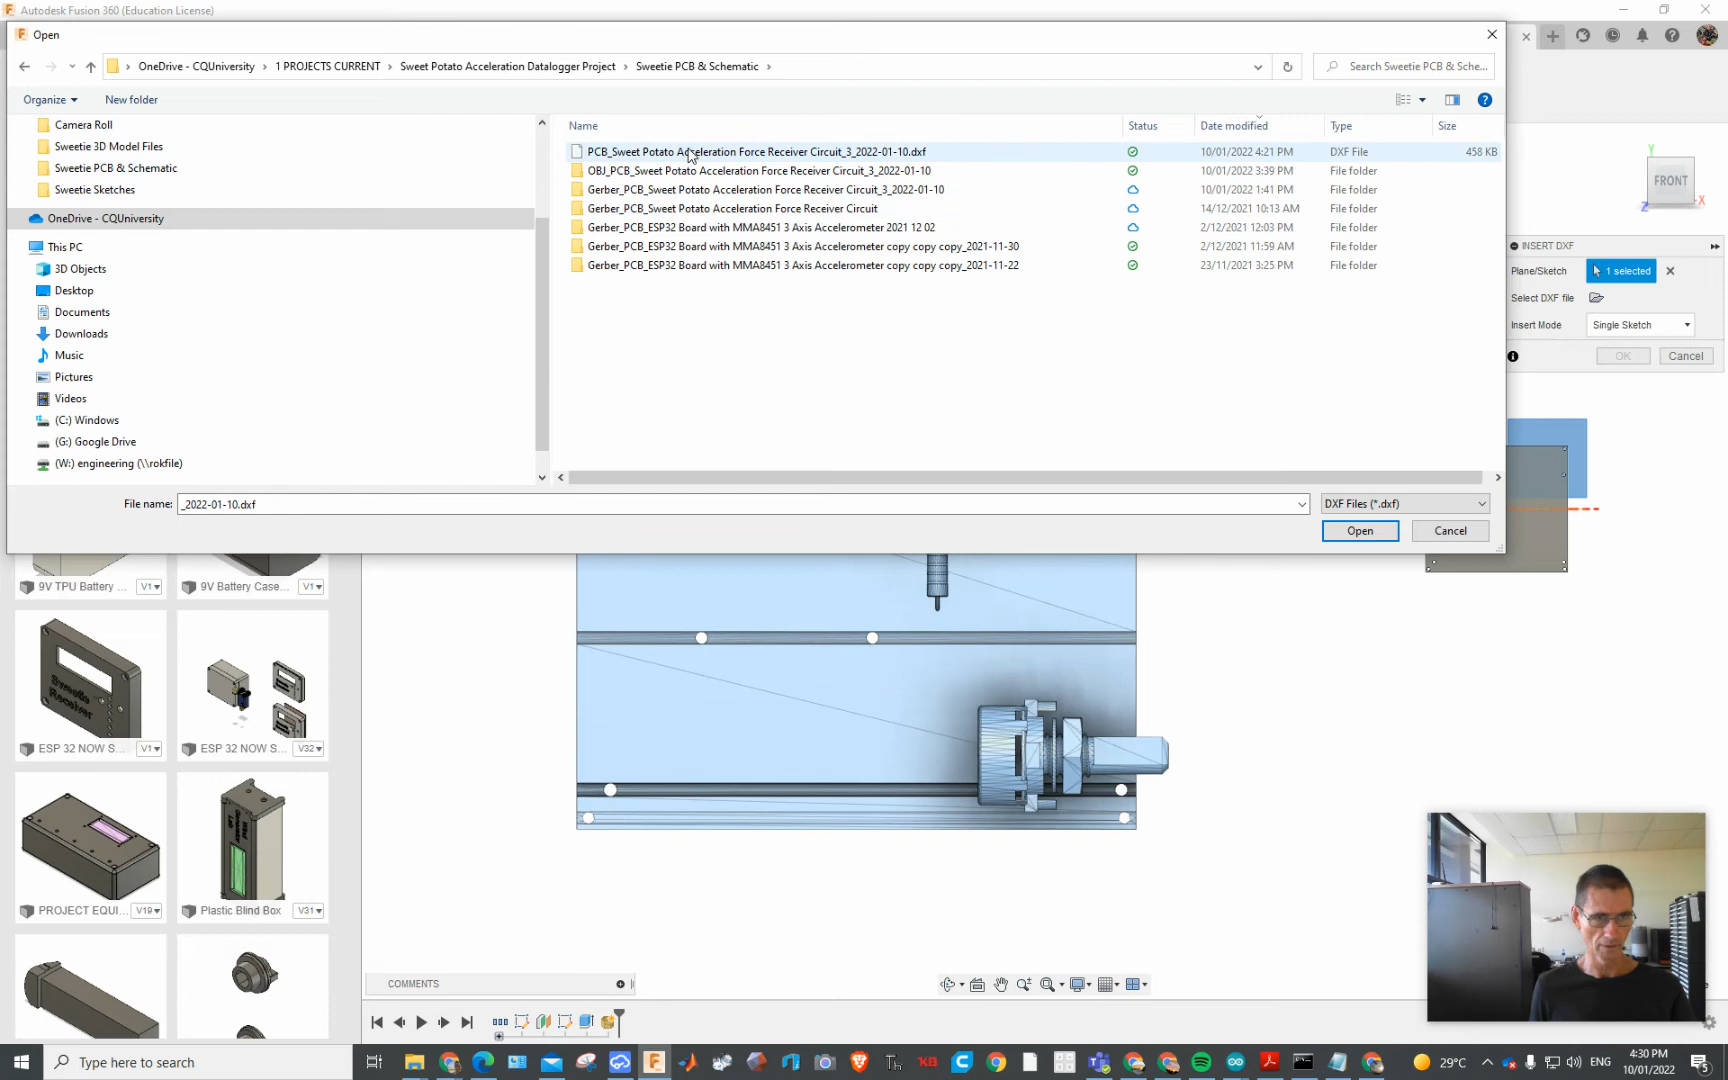 Autodesk Fusion 360 (Education License)
Open
OneDrive - CQUniversity > 1 PROJECTS CURRENT > Sweet Potato Acceleration Datalogger Project > Sweetie PCB & Schematic >
Search Sweetie PCB & Sche...
Organize
New folder
Camera Roll
Sweetie 3D Model Files
Sweetie PCB & Schematic
Sweetie Sketches
OneDrive - CQUniversity
This PC
3D Objects
Desktop
Documents
Downloads
Music
Pictures
Videos
(C:) Windows
(G:) Google Drive
(W:) engineering (\\rokfile)
Name Status Date modified Type Size
PCB_Sweet Potato Acceleration Force Receiver Circuit_3_2022-01-10.dxf 10/01/2022 4:21 PM DXF File 458 KB
OBJ_PCB_Sweet Potato Acceleration Force Receiver Circuit_3_2022-01-10 10/01/2022 3:39 PM File folder
Gerber_PCB_Sweet Potato Acceleration Force Receiver Circuit_3_2022-01-10 10/01/2022 1:41 PM File folder
Gerber_PCB_Sweet Potato Acceleration Force Receiver Circuit 14/12/2021 10:13 AM File folder
Gerber_PCB_ESP32 Board with MMA8451 3 Axis Accelerometer 2021 12 02 2/12/2021 12:03 PM File folder
Gerber_PCB_ESP32 Board with MMA8451 3 Axis Accelerometer copy copy copy_2021-11-30 2/12/2021 11:59 AM File folder
Gerber_PCB_ESP32 Board with MMA8451 3 Axis Accelerometer copy copy copy_2021-11-22 23/11/2021 3:25 PM File folder
File name: _2022-01-10.dxf
DXF Files (*.dxf)
Open
Cancel
Y
FRONT
X
Z
INSERT DXF
Plane/Sketch 1 selected
Select DXF file
Insert Mode Single Sketch
OK Cancel
9V TPU Battery ... V1
9V Battery Case... V1
Sweetie
Receiver
ESP 32 NOW S... V1
ESP 32 NOW S... V32
PROJECT EQUI... V19
Plastic Blind Box V31
COMMENTS
Type here to search
29°C
ENG
4:30 PM
10/01/2022
5